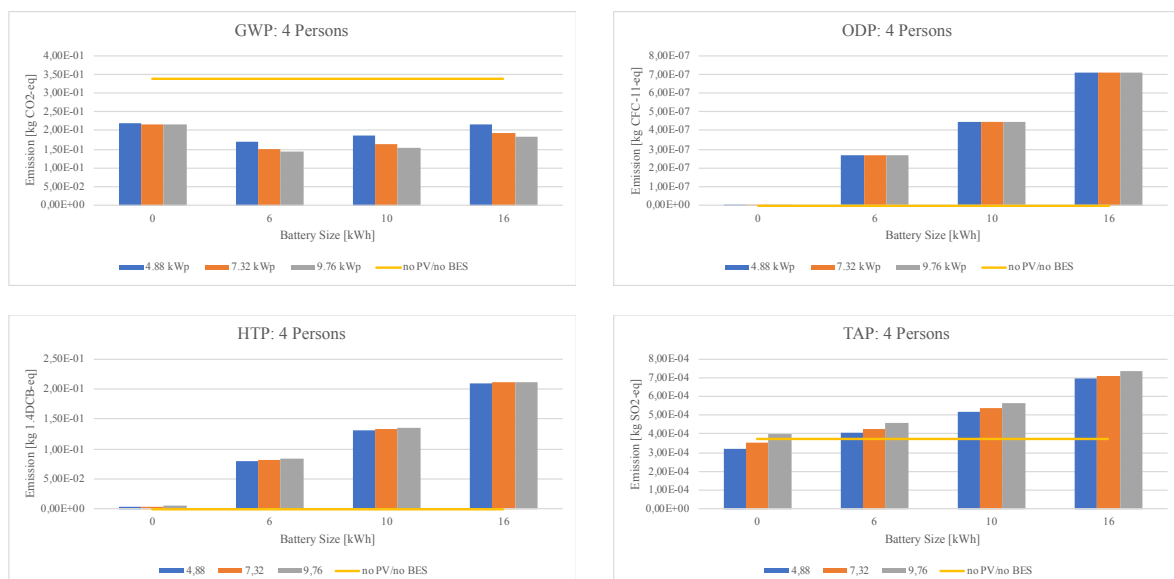 GWP: 4 Persons
Emission [kg CO2-eq]
4,00E-01
3,50E-01
3,00E-01
2,50E-01
2,00E-01
1,50E-01
1,00E-01
5,00E-02
0,00E+00
0 6 10 16
Battery Size [kWh]
4.88 kWp 7.32 kWp 9.76 kWp no PV/no BES
ODP: 4 Persons
Emission [kg CFC-11-eq]
8,00E-07
7,00E-07
6,00E-07
5,00E-07
4,00E-07
3,00E-07
2,00E-07
1,00E-07
0,00E+00
0 6 10 16
Battery Size [kWh]
4.88 kWp 7.32 kWp 9.76 kWp no PV/no BES
HTP: 4 Persons
Emission [kg 1.4DCB-eq]
2,50E-01
2,00E-01
1,50E-01
1,00E-01
5,00E-02
0,00E+00
0 6 10 16
Battery Size [kWh]
4,88 7,32 9,76 no PV/no BES
TAP: 4 Persons
Emission [kg SO2-eq]
8,00E-04
7,00E-04
6,00E-04
5,00E-04
4,00E-04
3,00E-04
2,00E-04
1,00E-04
0,00E+00
0 6 10 16
Battery Size [kWh]
4,88 7,32 9,76 no PV/no BES